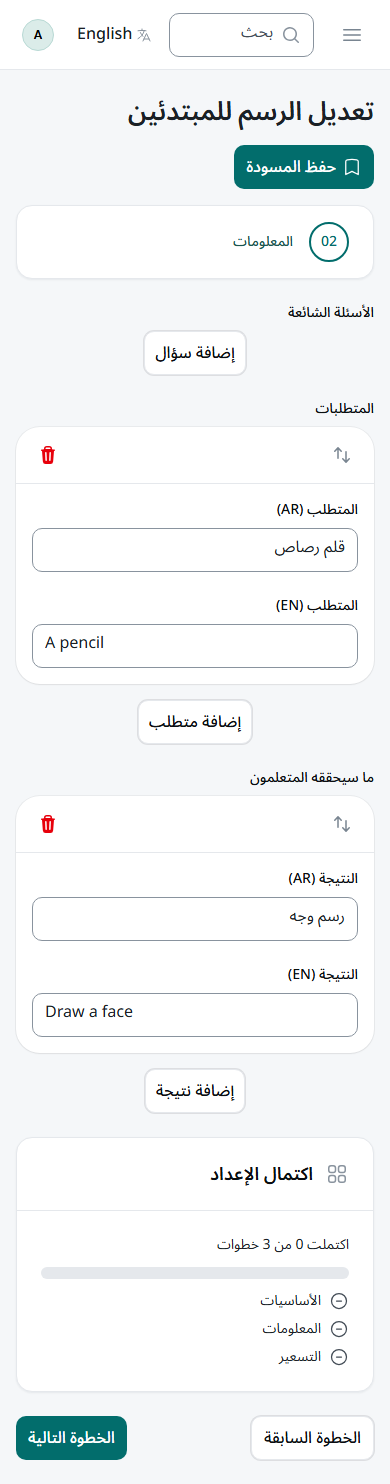 بحث
English
A
تعديل الرسم للمبتدئين
حفظ المسودة
02
المعلومات
الأسئلة الشائعة
إضافة سؤال
المتطلبات
المتطلب (AR)
قلم رصاص
المتطلب (EN)
A pencil
إضافة متطلب
ما سيحققه المتعلمون
النتيجة (AR)
رسم وجه
النتيجة (EN)
Draw a face
إضافة نتيجة
اكتمال الإعداد
اكتملت 0 من 3 خطوات
الأساسيات
المعلومات
التسعير
الخطوة السابقة
الخطوة التالية